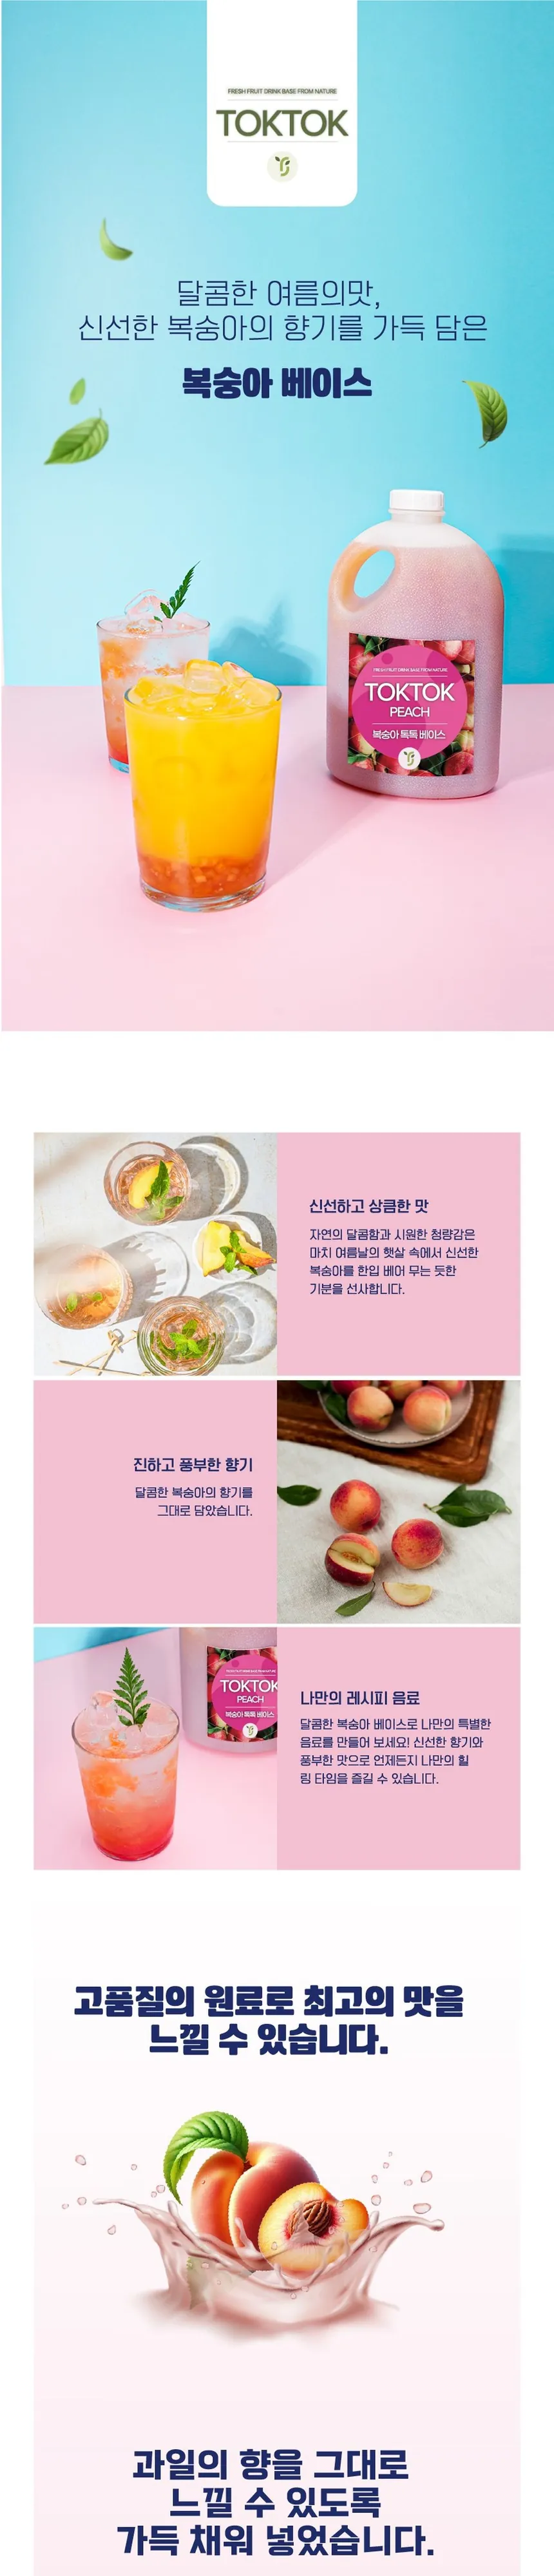 FRESH FRUIT DRINK BASE FROM NATURE
TOKTOK
달콤한 여름의맛,
신선한 복숭아의 향기를 가득 담은
복숭아 베이스
FRESH FRUIT DRINK BASE FROM NATURE
TOKTOK
PEACH
복숭아 톡톡 베이스
신선하고 상큼한 맛
자연의 달콤함과 시원한 청량감은
마치 여름날의 햇살 속에서 신선한
복숭아를 한입 베어 무는 듯한
기분을 선사합니다.
진하고 풍부한 향기
달콤한 복숭아의 향기를
그대로 담았습니다.
TOKTOK
PEACH
복숭아 톡톡 베이스
나만의 레시피 음료
달콤한 복숭아 베이스로 나만의 특별한
음료를 만들어 보세요! 신선한 향기와
풍부한 맛으로 언제든지 나만의 힐
링 타임을 즐길 수 있습니다.
고품질의 원료로 최고의 맛을
느낄 수 있습니다.
과일의 향을 그대로
느낄 수 있도록
가득 채워 넣었습니다.